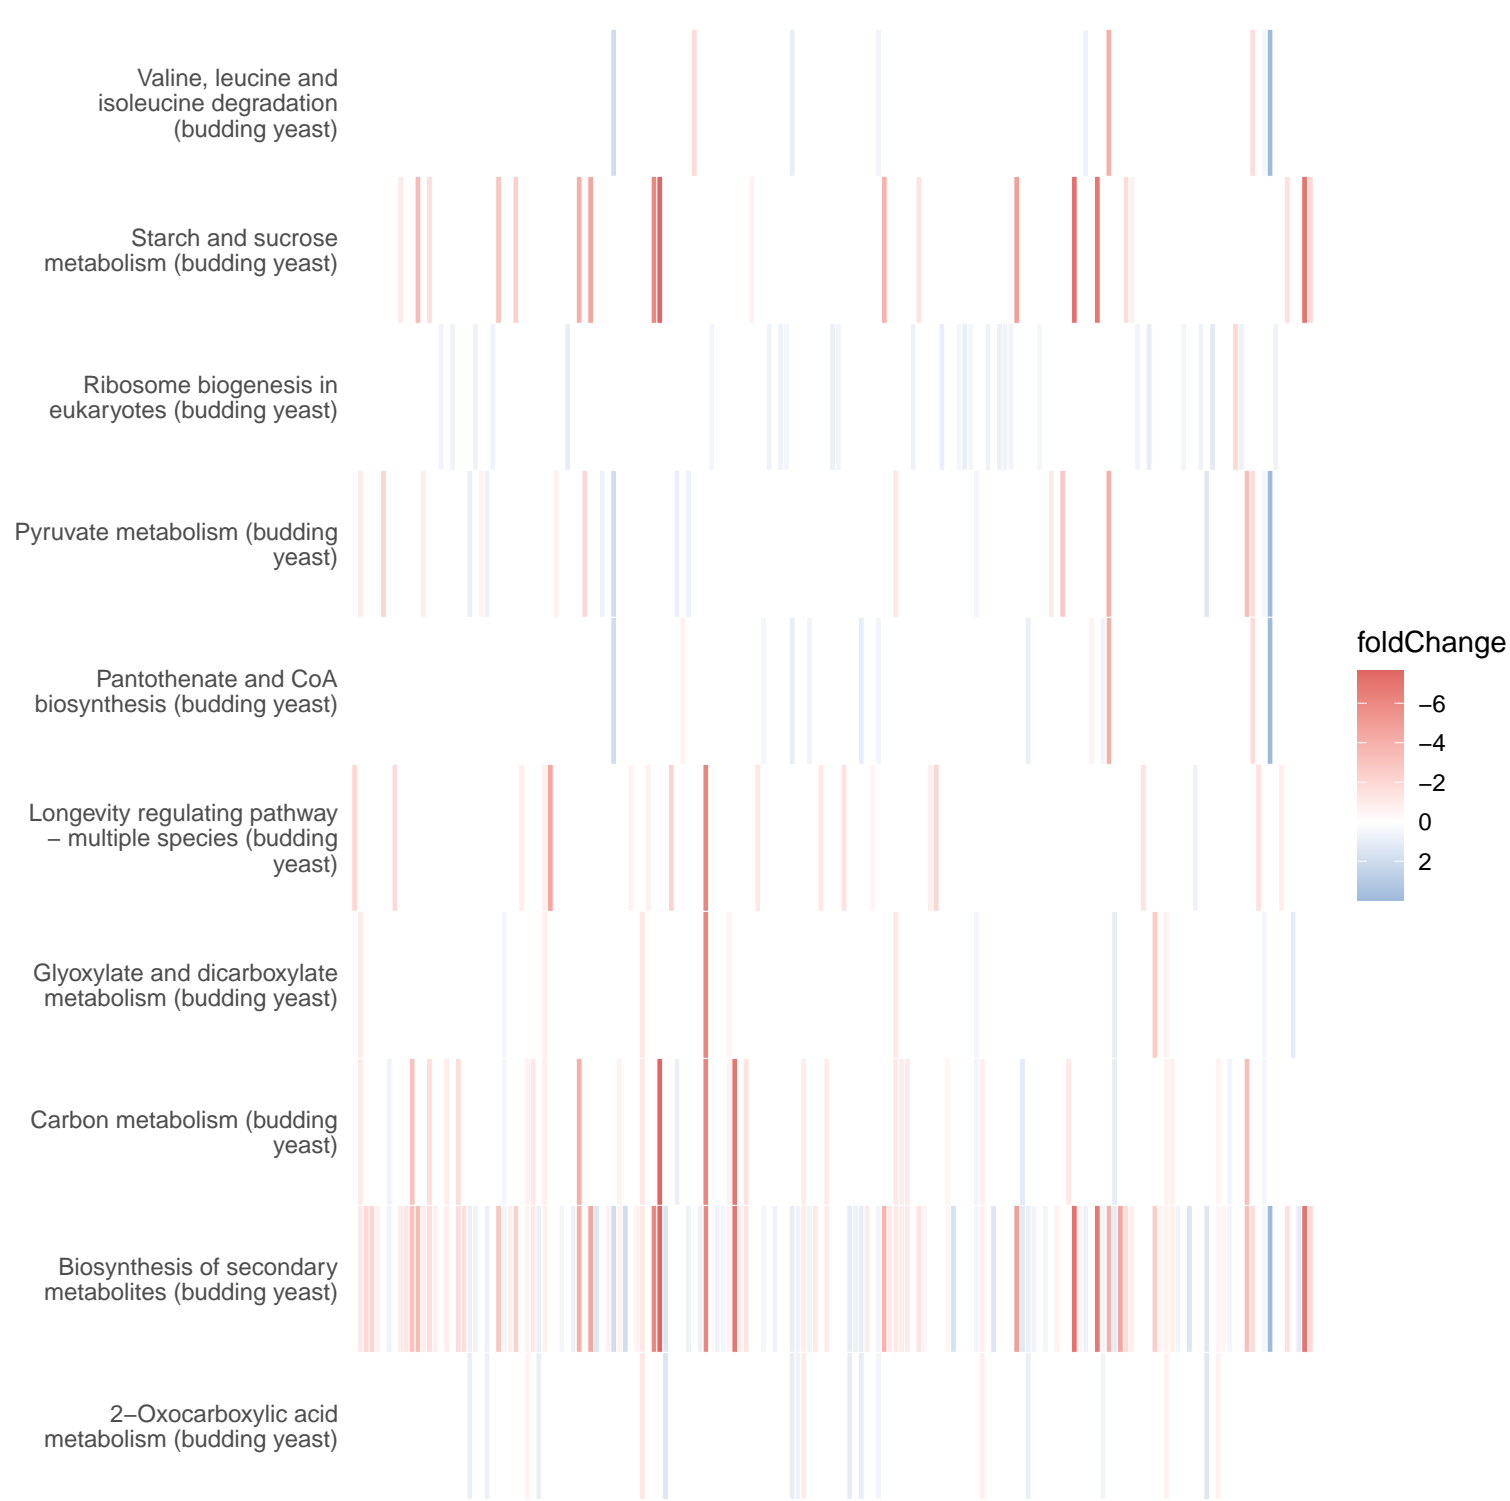 Valine, leucine and
isoleucine degradation
(budding yeast)
Starch and sucrose
metabolism (budding yeast)
Ribosome biogenesis in
eukaryotes (budding yeast)
Pyruvate metabolism (budding
yeast)
Pantothenate and CoA
biosynthesis (budding yeast)
Longevity regulating pathway
− multiple species (budding
yeast)
Glyoxylate and dicarboxylate
metabolism (budding yeast)
Carbon metabolism (budding
yeast)
Biosynthesis of secondary
metabolites (budding yeast)
2−Oxocarboxylic acid
metabolism (budding yeast)
foldChange
−6
−4
−2
0
2